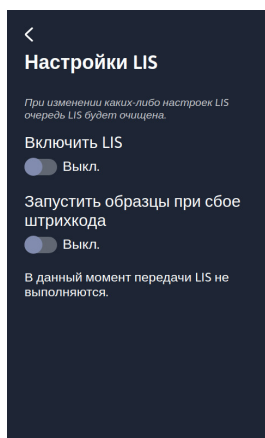 Настройки LIS
При изменении каких-либо настроек LIS
очередь LIS будет очищена.
Включить LIS
Выкл.
Запустить образцы при сбое
штрихкода
Выкл.
В данный момент передачи LIS не
выполняются.